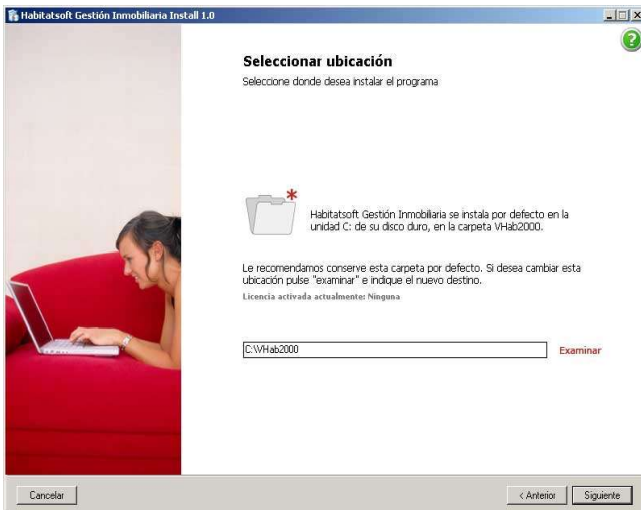 Habitatsoft Gestión Inmobiliaria Install 1.0
?
Seleccionar ubicación
Seleccione donde desea instalar el programa
Habitatsoft Gestión Inmobiliaria se instala por defecto en la
unidad C: de su disco duro, en la carpeta VHab2000.
Le recomendamos conserve esta carpeta por defecto. Si desea cambiar esta
ubicación pulse "examinar" e indique el nuevo destino.
Licencia activada actualmente: Ninguna
C:\VHab2000
Examinar
Cancelar
< Anterior
Siguiente